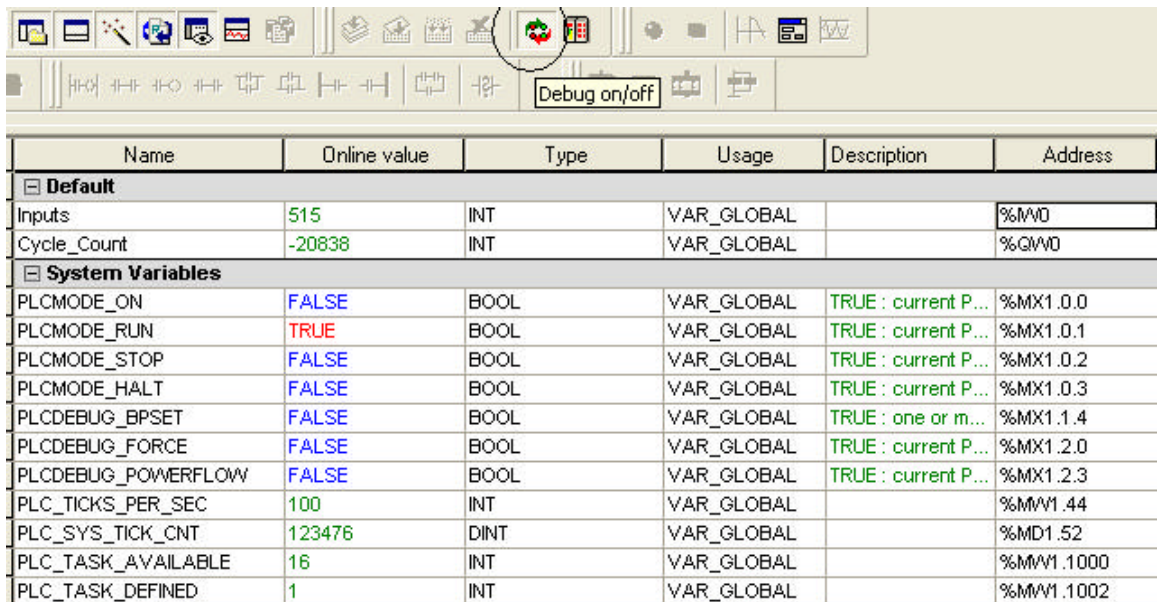 Debug on/off
Name Online value Type Usage Description Address
Default
Inputs 515 INT VAR_GLOBAL %IW0
Cycle_Count -20838 INT VAR_GLOBAL %QW0
System Variables
PLCMODE_ON FALSE BOOL VAR_GLOBAL TRUE : current P... %MX1.0.0
PLCMODE_RUN TRUE BOOL VAR_GLOBAL TRUE : current P... %MX1.0.1
PLCMODE_STOP FALSE BOOL VAR_GLOBAL TRUE : current P... %MX1.0.2
PLCMODE_HALT FALSE BOOL VAR_GLOBAL TRUE : current P... %MX1.0.3
PLCDEBUG_BPSET FALSE BOOL VAR_GLOBAL TRUE : one or m... %MX1.1.4
PLCDEBUG_FORCE FALSE BOOL VAR_GLOBAL TRUE : current P... %MX1.2.0
PLCDEBUG_POWERFLOW FALSE BOOL VAR_GLOBAL TRUE : current P... %MX1.2.3
PLC_TICKS_PER_SEC 100 INT VAR_GLOBAL %MW1.44
PLC_SYS_TICK_CNT 123476 DINT VAR_GLOBAL %MD1.52
PLC_TASK_AVAILABLE 16 INT VAR_GLOBAL %MW1.1000
PLC_TASK_DEFINED 1 INT VAR_GLOBAL %MW1.1002